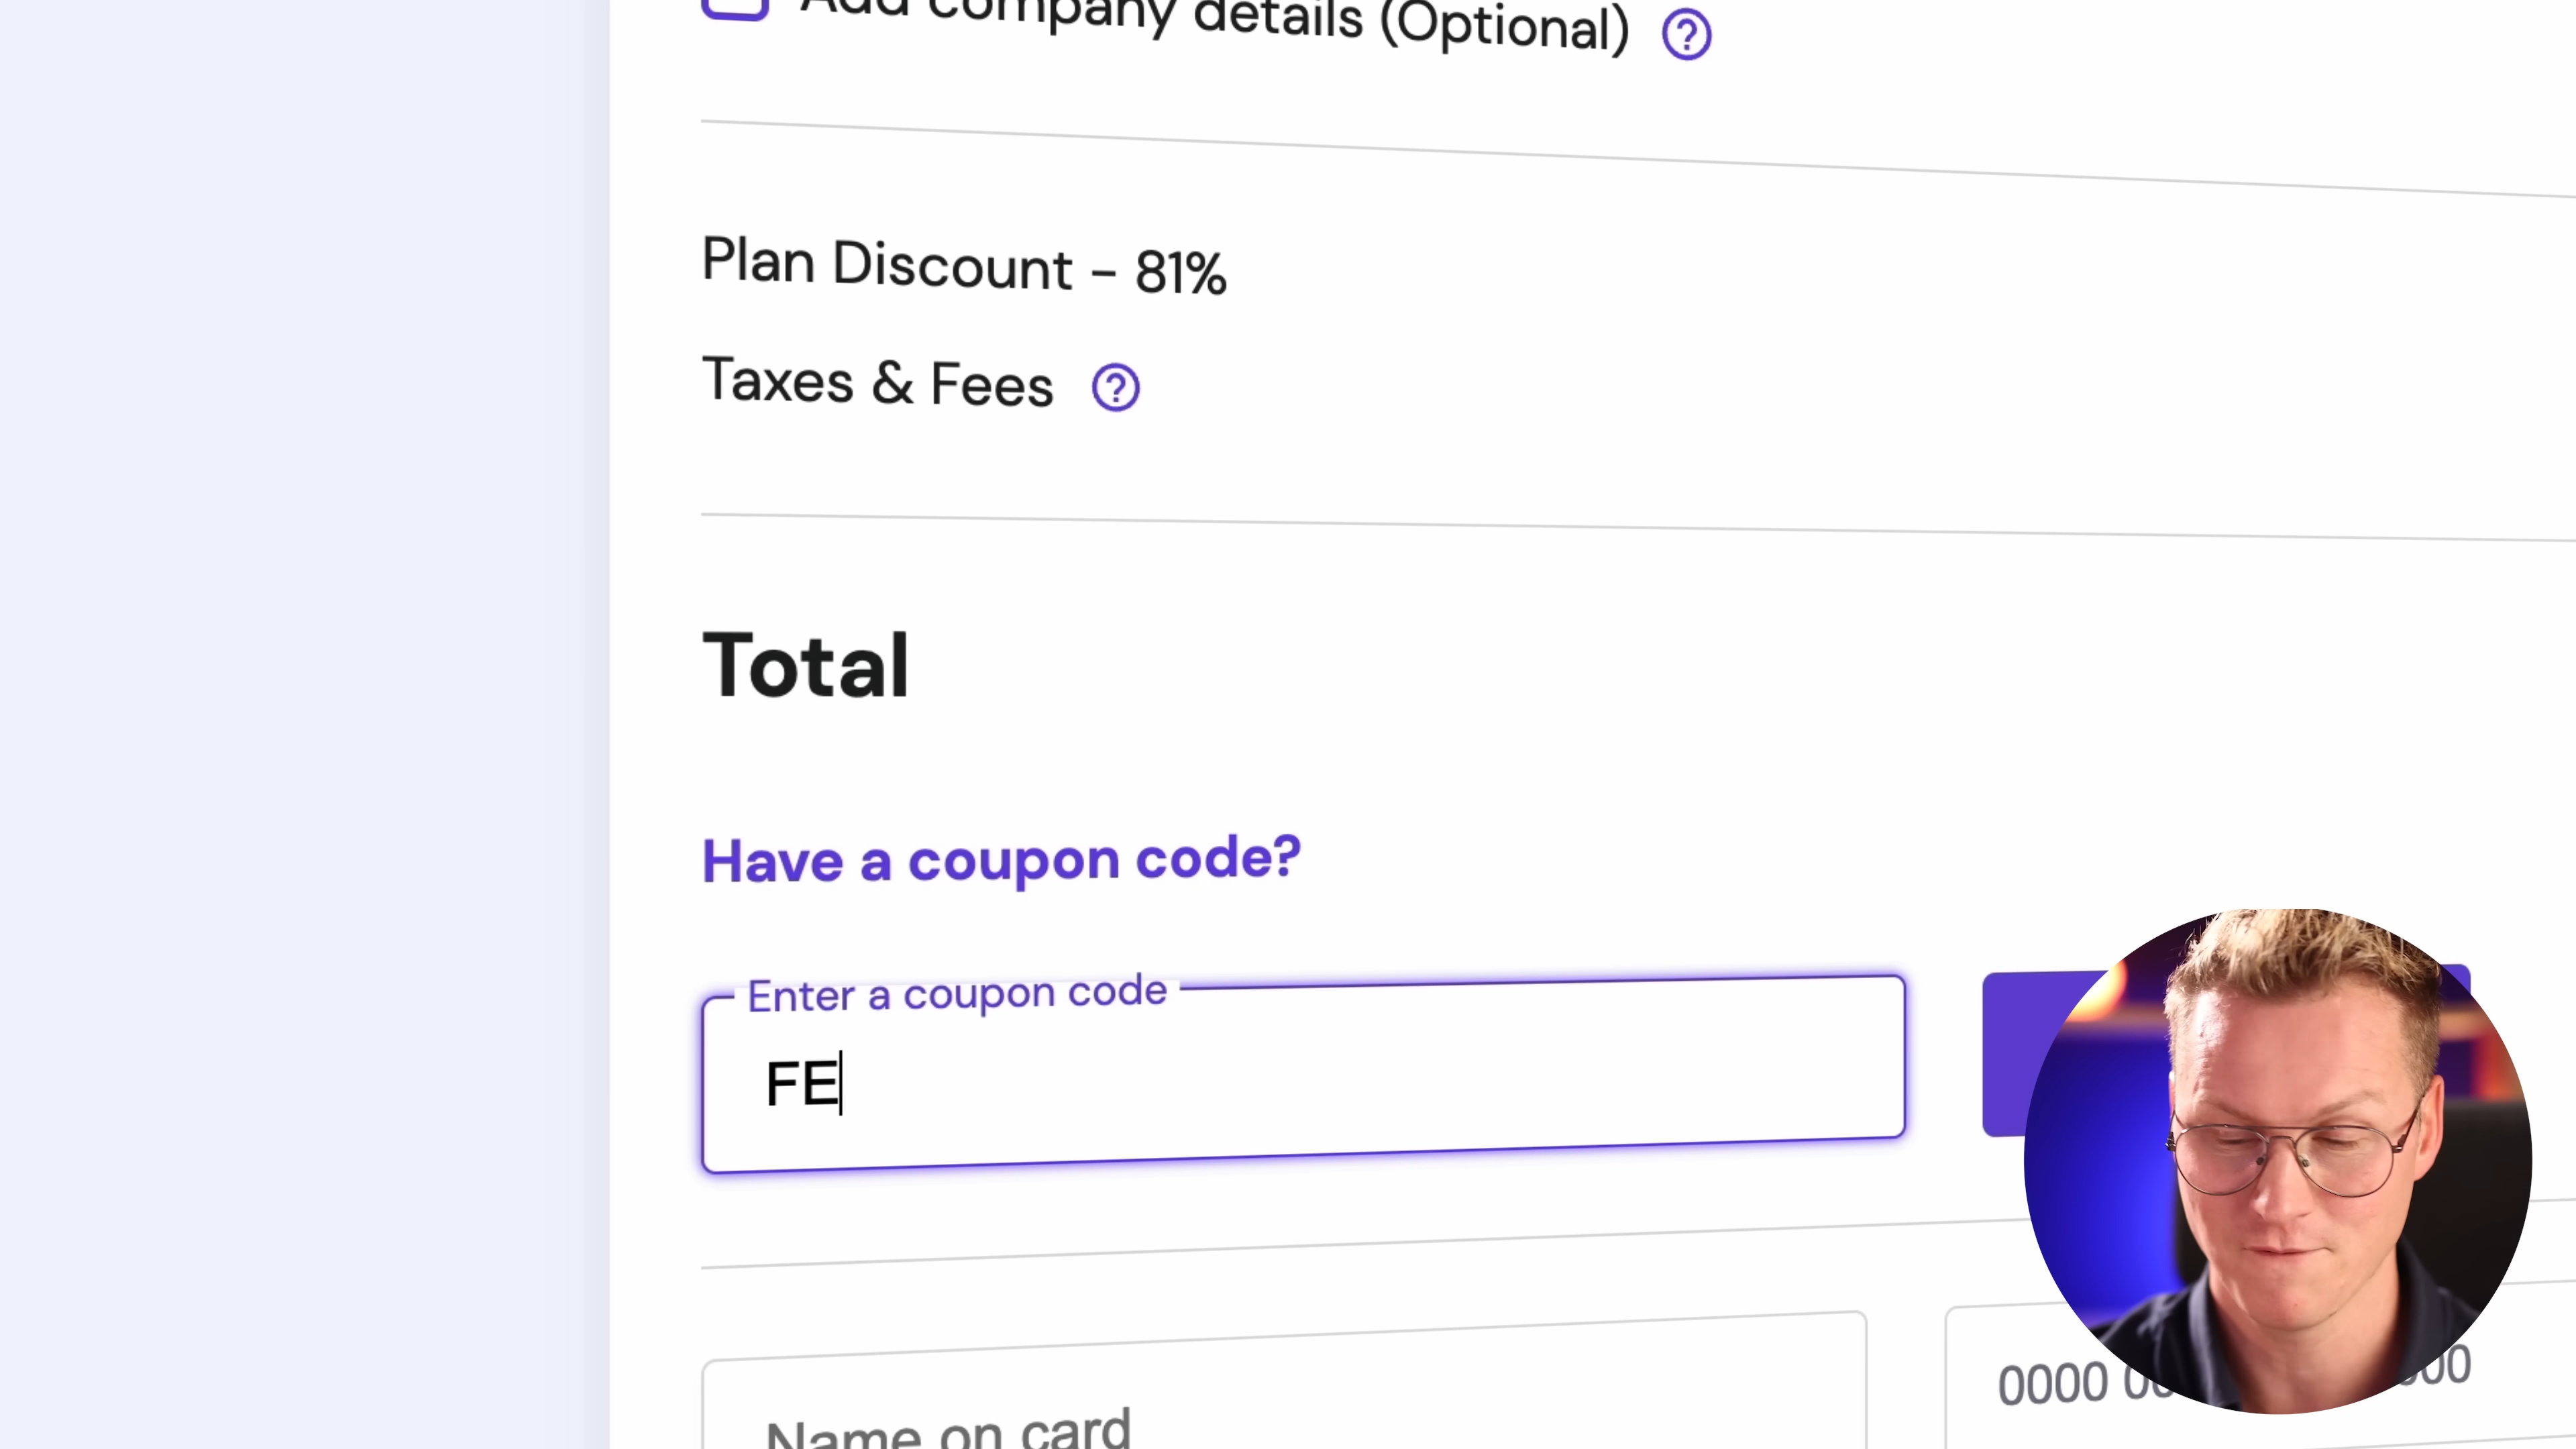 Add company details (Optional) ?
Plan Discount – 81%
Taxes & Fees ?
Total
Have a coupon code?
Enter a coupon code
FE
Name on card
0000